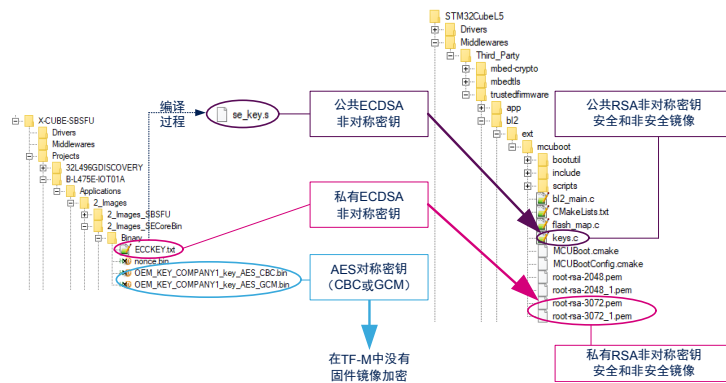 X-CUBE-SBSFU
Drivers
Middlewares
Projects
32L496GDISCOVERY
B-L475E-IOT01A
Applications
2_Images
2_Images_SBSFU
2_Images_SECoreBin
Binary
ECCKEY.txt
nonce.bin
OEM_KEY_COMPANY1_key_AES_CBC.bin
OEM_KEY_COMPANY1_key_AES_GCM.bin
编译
过程
se_key.s
公共ECDSA
非对称密钥
私有ECDSA
非对称密钥
AES对称密钥
（CBC或GCM）
在TF-M中没有
固件镜像加密
STM32CubeL5
Drivers
Middlewares
Third_Party
mbed-crypto
mbedtls
trustedfirmware
app
bl2
ext
mcuboot
bootutil
include
scripts
bl2_main.c
CMakeLists.txt
flash_map.c
keys.c
MCUBoot.cmake
MCUBootConfig.cmake
root-rsa-2048.pem
root-rsa-2048_1.pem
root-rsa-3072.pem
root-rsa-3072_1.pem
公共RSA非对称密钥
安全和非安全镜像
私有RSA非对称密钥
安全和非安全镜像